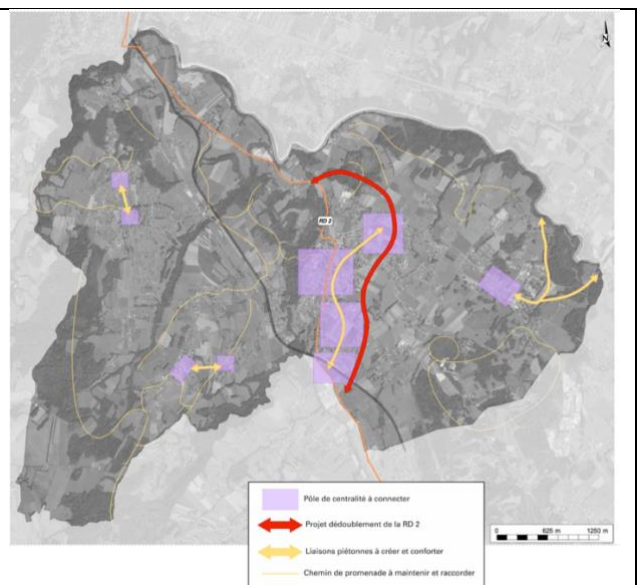 N
RD 2
Pôle de centralité à connecter
Projet dédoublement de la RD 2
Liaisons piétonnes à créer et conforter
Chemin de promenade à maintenir et raccorder
0 625 m 1250 m